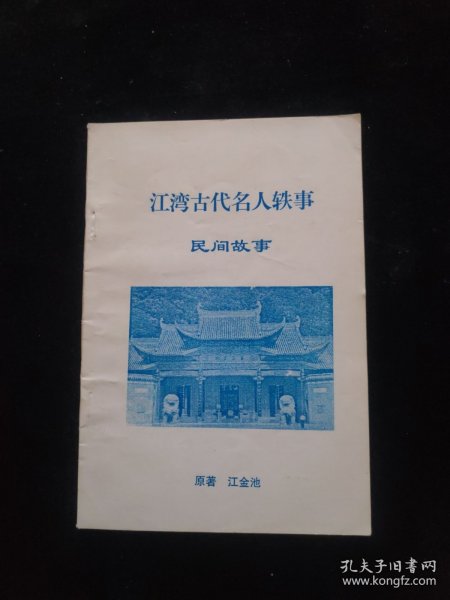 江湾古代名人轶事
民间故事
原著 江金池
孔夫子旧书网
www.kongfz.com